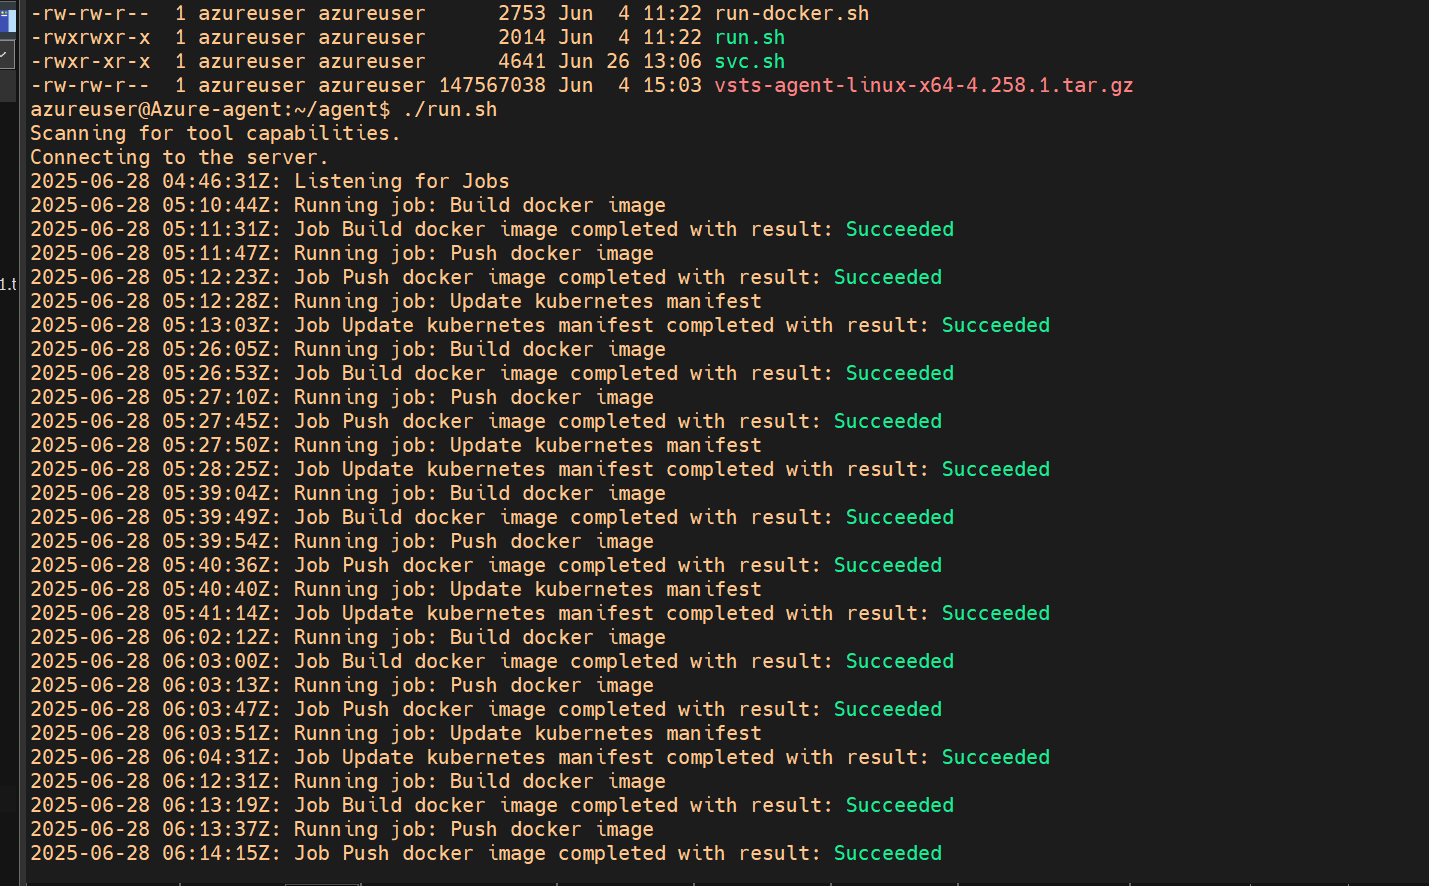 -rw-rw-r--  1 azureuser azureuser      2753 Jun  4 11:22 run-docker.sh
-rwxrwxr-x  1 azureuser azureuser      2014 Jun  4 11:22 run.sh
-rwxr-xr-x  1 azureuser azureuser      4641 Jun 26 13:06 svc.sh
-rw-rw-r--  1 azureuser azureuser 147567038 Jun  4 15:03 vsts-agent-linux-x64-4.258.1.tar.gz
azureuser@Azure-agent:~/agent$ ./run.sh
Scanning for tool capabilities.
Connecting to the server.
2025-06-28 04:46:31Z: Listening for Jobs
2025-06-28 05:10:44Z: Running job: Build docker image
2025-06-28 05:11:31Z: Job Build docker image completed with result: Succeeded
2025-06-28 05:11:47Z: Running job: Push docker image
1.t
2025-06-28 05:12:23Z: Job Push docker image completed with result: Succeeded
2025-06-28 05:12:28Z: Running job: Update kubernetes manifest
2025-06-28 05:13:03Z: Job Update kubernetes manifest completed with result: Succeeded
2025-06-28 05:26:05Z: Running job: Build docker image
2025-06-28 05:26:53Z: Job Build docker image completed with result: Succeeded
2025-06-28 05:27:10Z: Running job: Push docker image
2025-06-28 05:27:45Z: Job Push docker image completed with result: Succeeded
2025-06-28 05:27:50Z: Running job: Update kubernetes manifest
2025-06-28 05:28:25Z: Job Update kubernetes manifest completed with result: Succeeded
2025-06-28 05:39:04Z: Running job: Build docker image
2025-06-28 05:39:49Z: Job Build docker image completed with result: Succeeded
2025-06-28 05:39:54Z: Running job: Push docker image
2025-06-28 05:40:36Z: Job Push docker image completed with result: Succeeded
2025-06-28 05:40:40Z: Running job: Update kubernetes manifest
2025-06-28 05:41:14Z: Job Update kubernetes manifest completed with result: Succeeded
2025-06-28 06:02:12Z: Running job: Build docker image
2025-06-28 06:03:00Z: Job Build docker image completed with result: Succeeded
2025-06-28 06:03:13Z: Running job: Push docker image
2025-06-28 06:03:47Z: Job Push docker image completed with result: Succeeded
2025-06-28 06:03:51Z: Running job: Update kubernetes manifest
2025-06-28 06:04:31Z: Job Update kubernetes manifest completed with result: Succeeded
2025-06-28 06:12:31Z: Running job: Build docker image
2025-06-28 06:13:19Z: Job Build docker image completed with result: Succeeded
2025-06-28 06:13:37Z: Running job: Push docker image
2025-06-28 06:14:15Z: Job Push docker image completed with result: Succeeded